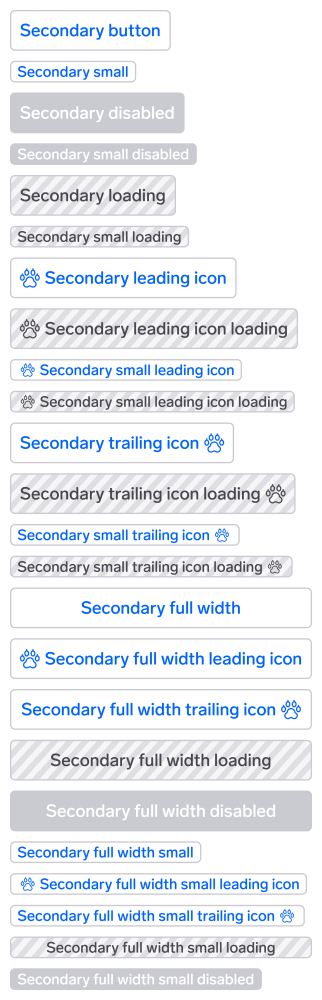 Secondary button
Secondary small
Secondary disabled
Secondary small disabled
Secondary loading
Secondary small loading
Secondary leading icon
Secondary leading icon loading
Secondary small leading icon
Secondary small leading icon loading
Secondary trailing icon
Secondary trailing icon loading
Secondary small trailing icon
Secondary small trailing icon loading
Secondary full width
Secondary full width leading icon
Secondary full width trailing icon
Secondary full width loading
Secondary full width disabled
Secondary full width small
Secondary full width small leading icon
Secondary full width small trailing icon
Secondary full width small loading
Secondary full width small disabled